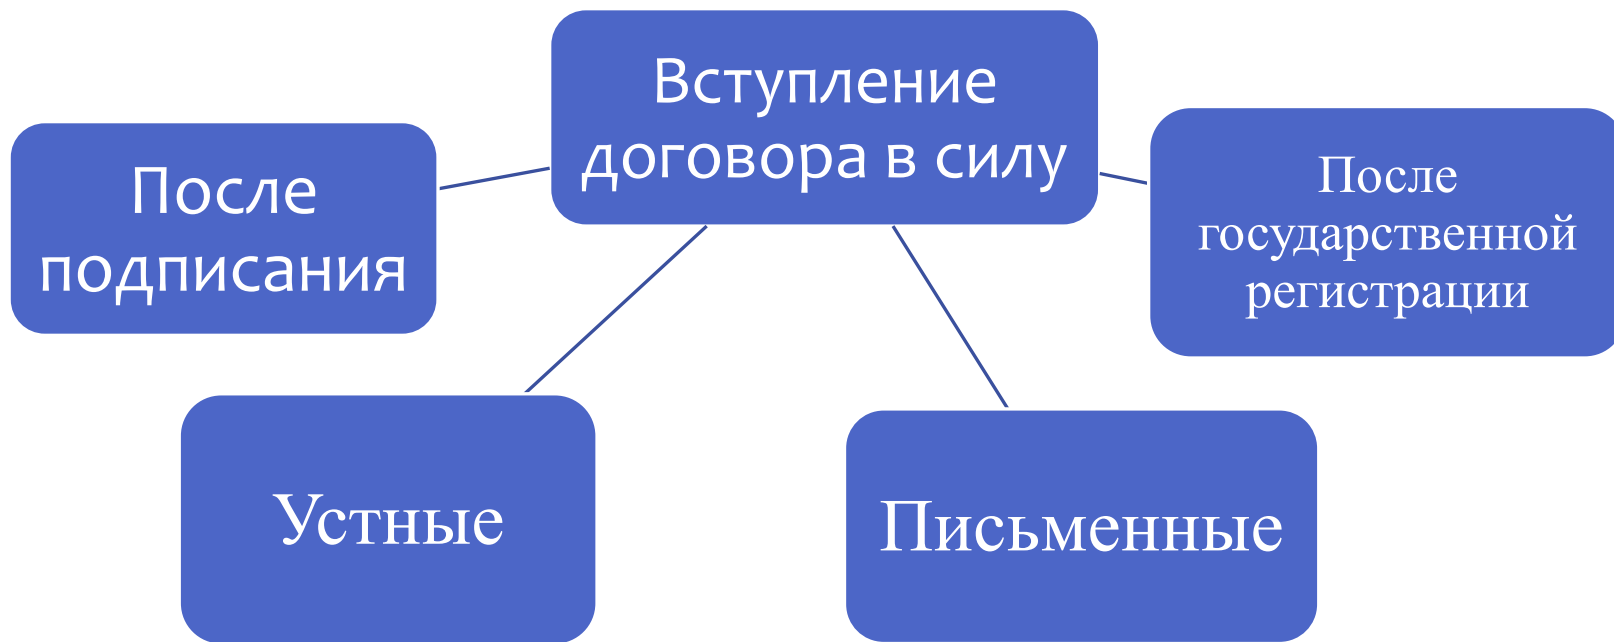 Вступление
договора в силу
После
подписания
После
государственной
регистрации
Устные
Письменные